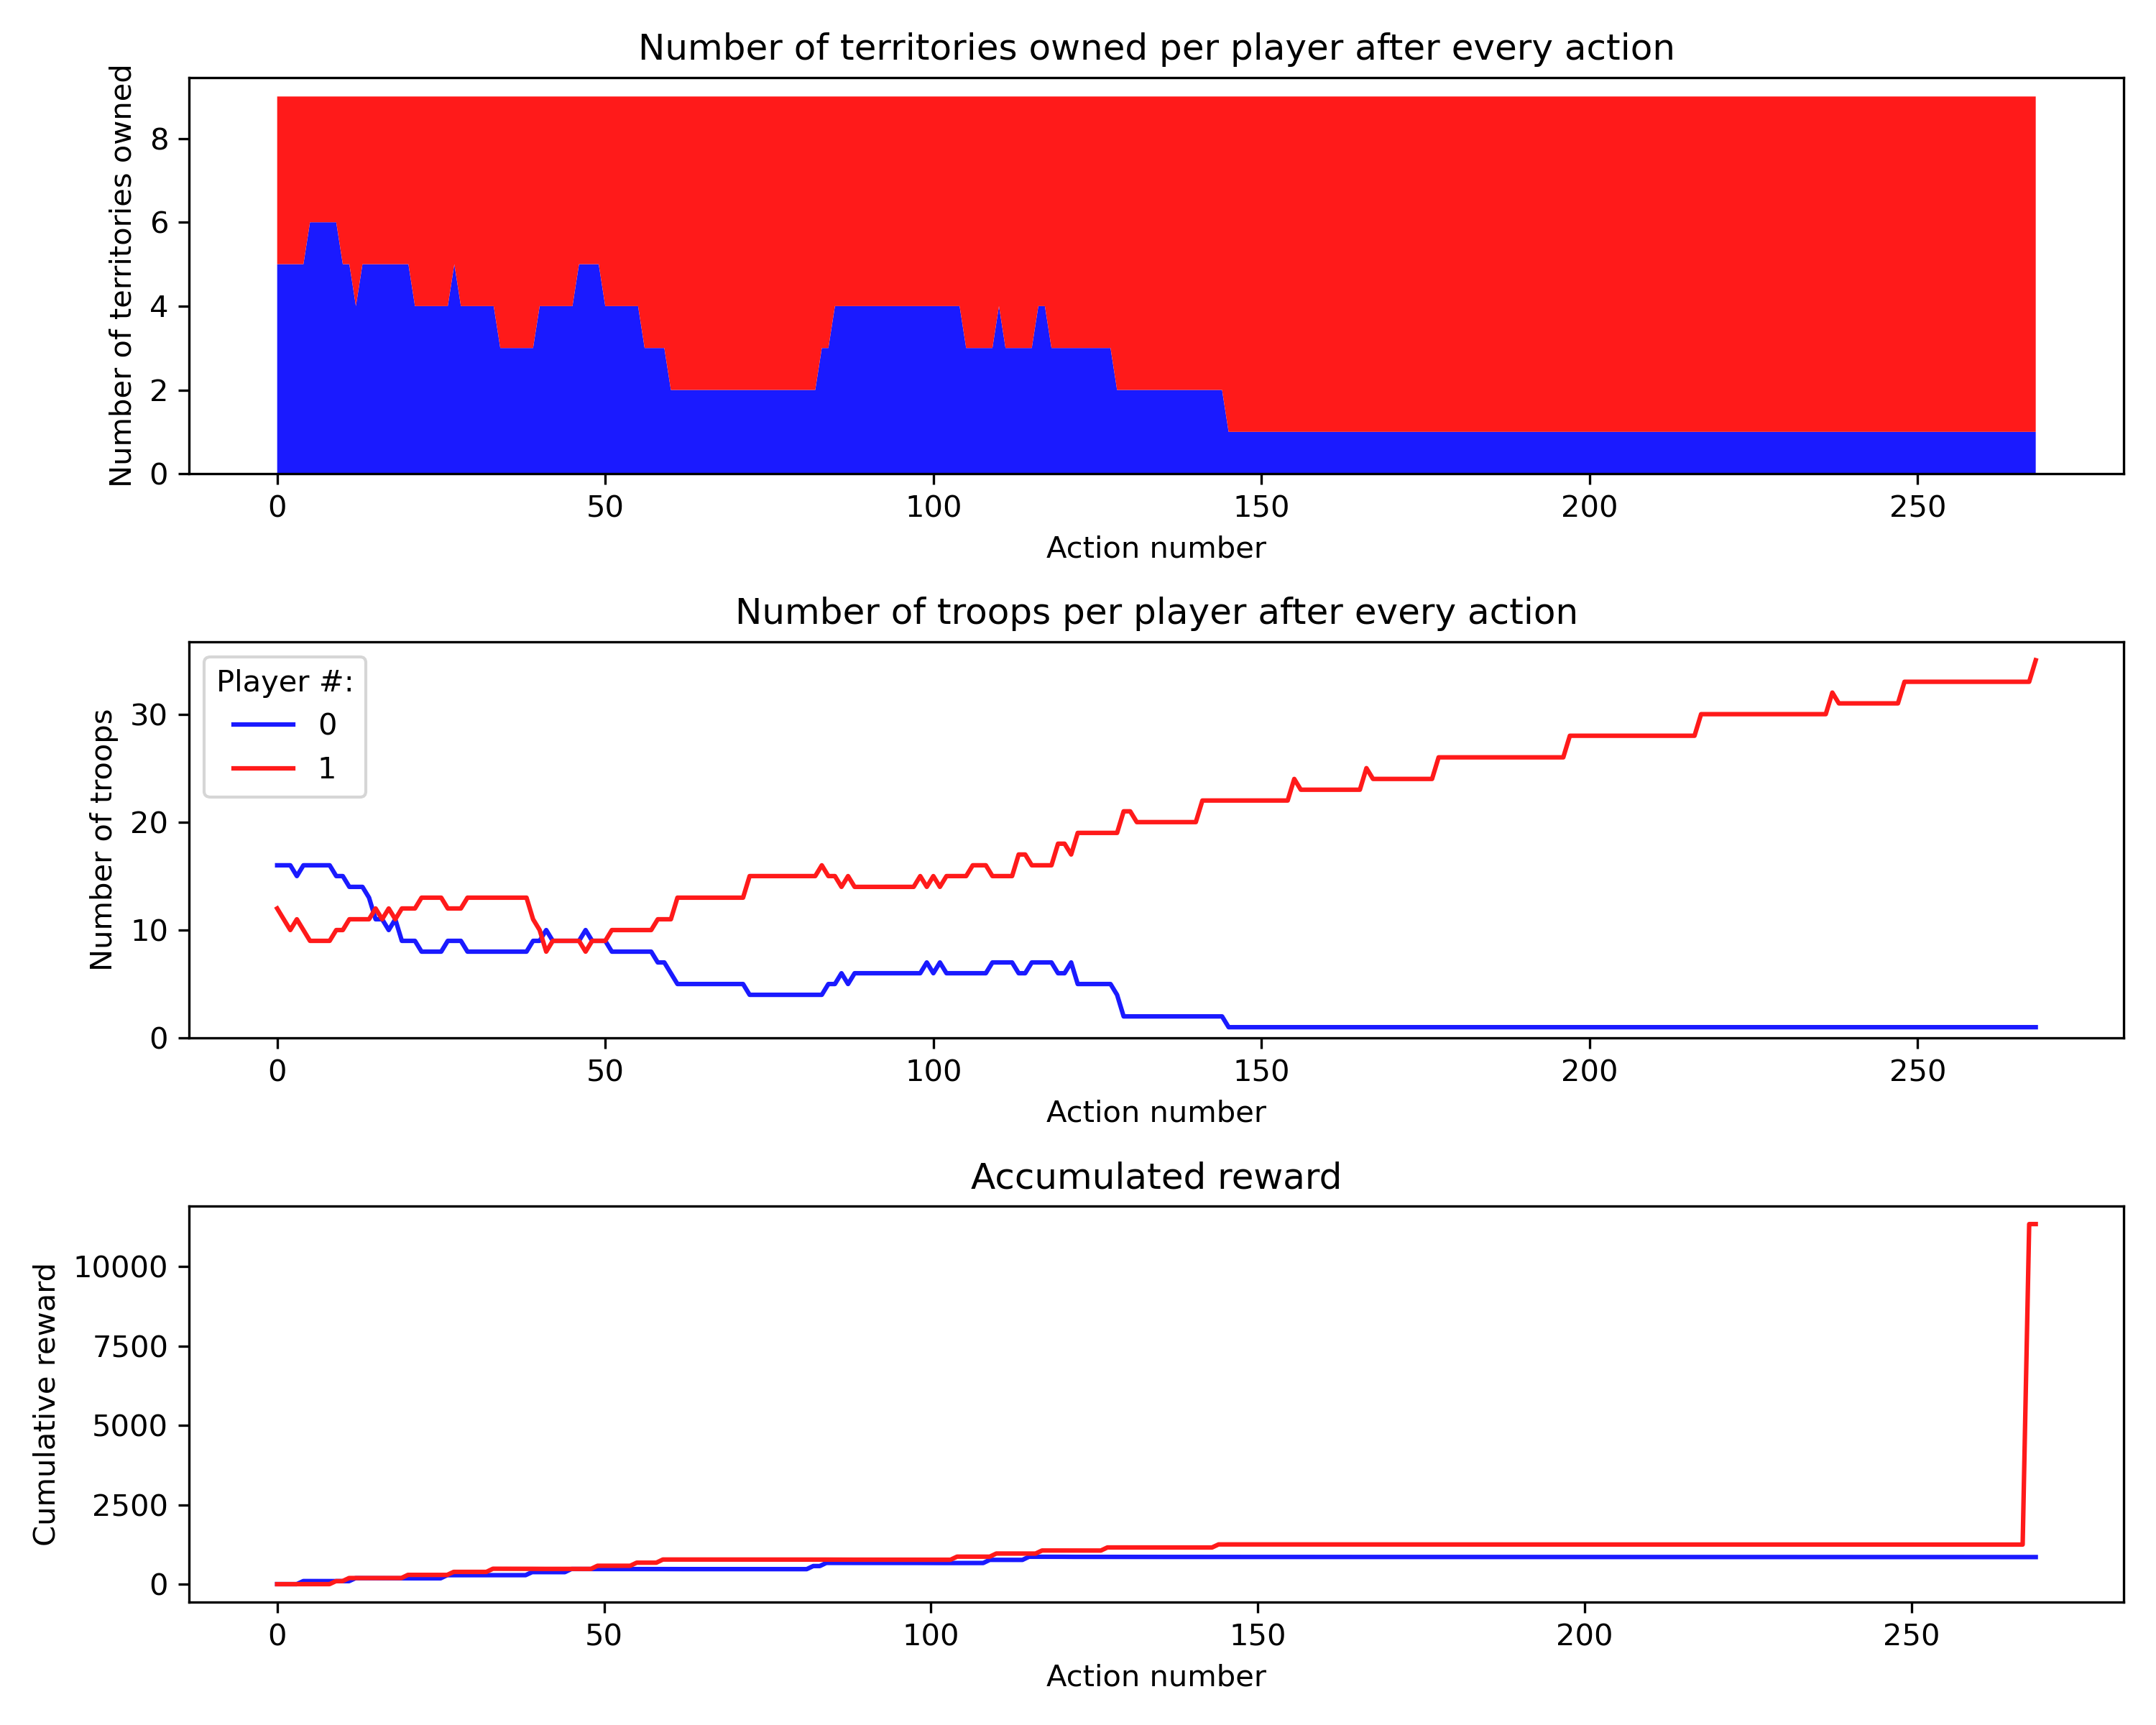 Number of territories owned per player after every action
Number of territories owned
8
6
4
2
0
0 50 100 150 200 250
Action number
Number of troops per player after every action
Number of troops
30
20
10
0
Player #:
0
1
0 50 100 150 200 250
Action number
Accumulated reward
Cumulative reward
10000
7500
5000
2500
0
0 50 100 150 200 250
Action number